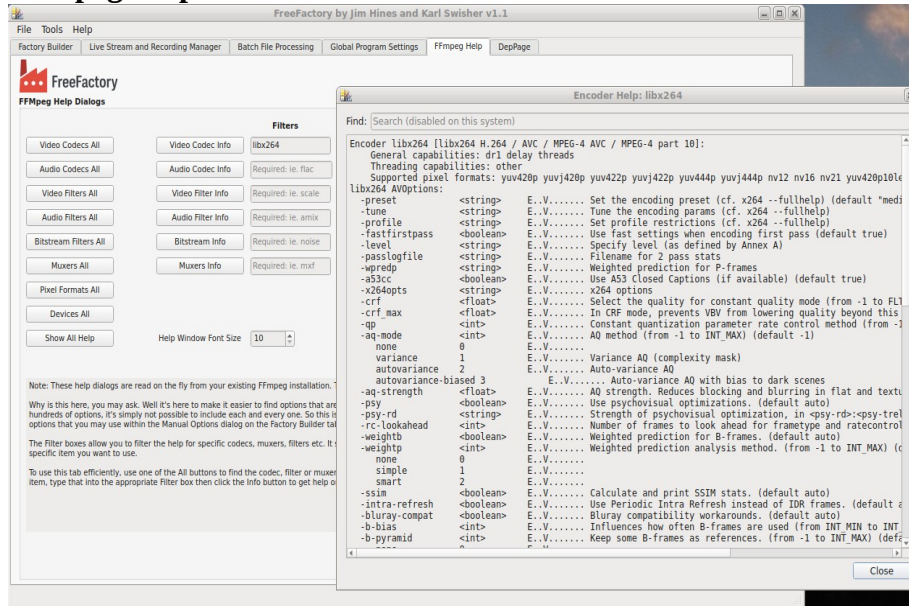 FreeFactory by Jim Hines and Karl Swisher v1.1
File Tools Help
Factory Builder Live Stream and Recording Manager Batch File Processing Global Program Settings FFmpeg Help DepPage
FreeFactory
FFMpeg Help Dialogs
Filters
Video Codecs All Video Codec Info libx264
Audio Codecs All Audio Codec Info Required: ie. flac
Video Filters All Video Filter Info Required: ie. scale
Audio Filters All Audio Filter Info Required: ie. amix
Bitstream Filters All Bitstream Info Required: ie. noise
Muxers All Muxers Info Required: ie. mxf
Pixel Formats All
Devices All
Show All Help Help Window Font Size 10
Note: These help dialogs are read on the fly from your existing FFmpeg installation.
Why is this here, you may ask. Well it's here to make it easier to find options that are
hundreds of options, it's simply not possible to include each and every one. So this is
options that you may use within the Manual Options dialog on the Factory Builder tab
The Filter boxes allow you to filter the help for specific codecs, muxers, filters etc. It
specific item you want to use.
To use this tab efficiently, use one of the All buttons to find the codec, filter or muxer
item, type that into the appropriate Filter box then click the Info button to get help
Encoder Help: libx264
Find: Search (disabled on this system)
Encoder libx264 [libx264 H.264 / AVC / MPEG-4 AVC / MPEG-4 part 10]:
General capabilities: dr1 delay threads
Threading capabilities: other
Supported pixel formats: yuv420p yuvj420p yuv422p yuvj422p yuv444p yuvj444p nv12 nv16 nv21 yuv420p10le
libx264 AVOptions:
-preset <string> E..V....... Set the encoding preset (cf. x264 --fullhelp) (default "medi
-tune <string> E..V....... Tune the encoding params (cf. x264 --fullhelp)
-profile <string> E..V....... Set profile restrictions (cf. x264 --fullhelp)
-fastfirstpass <boolean> E..V....... Use fast settings when encoding first pass (default true)
-level <string> E..V....... Specify level (as defined by Annex A)
-passlogfile <string> E..V....... Filename for 2 pass stats
-wpredp <string> E..V....... Weighted prediction for P-frames
-a53cc <boolean> E..V....... Use A53 Closed Captions (if available) (default true)
-x264opts <string> E..V....... x264 options
-crf <float> E..V....... Select the quality for constant quality mode (from -1 to FLT
-crf_max <float> E..V....... In CRF mode, prevents VBV from lowering quality beyond this
-qp <int> E..V....... Constant quantization parameter rate control method (from -1
-aq-mode <int> E..V....... AQ method (from -1 to INT_MAX) (default -1)
none 0 E..V.......
variance 1 E..V....... Variance AQ (complexity mask)
autovariance 2 E..V....... Auto-variance AQ
autovariance-biased 3 E..V....... Auto-variance AQ with bias to dark scenes
-aq-strength <float> E..V....... AQ strength. Reduces blocking and blurring in flat and textu
-psy <boolean> E..V....... Use psychovisual optimizations. (default auto)
-psy-rd <string> E..V....... Strength of psychovisual optimization, in <psy-rd>:<psy-trel
-rc-lookahead <int> E..V....... Number of frames to look ahead for frametype and ratecontrol
-weightb <boolean> E..V....... Weighted prediction for B-frames. (default auto)
-weightp <int> E..V....... Weighted prediction analysis method. (from -1 to INT_MAX) (d
none 0 E..V.......
simple 1 E..V.......
smart 2 E..V.......
-ssim <boolean> E..V....... Calculate and print SSIM stats. (default auto)
-intra-refresh <boolean> E..V....... Use Periodic Intra Refresh instead of IDR frames. (default a
-bluray-compat <boolean> E..V....... Bluray compatibility workarounds. (default auto)
-b-bias <int> E..V....... Influences how often B-frames are used (from INT_MIN to INT_
-b-pyramid <int> E..V....... Keep some B-frames as references. (from -1 to INT_MAX) (defa
Close